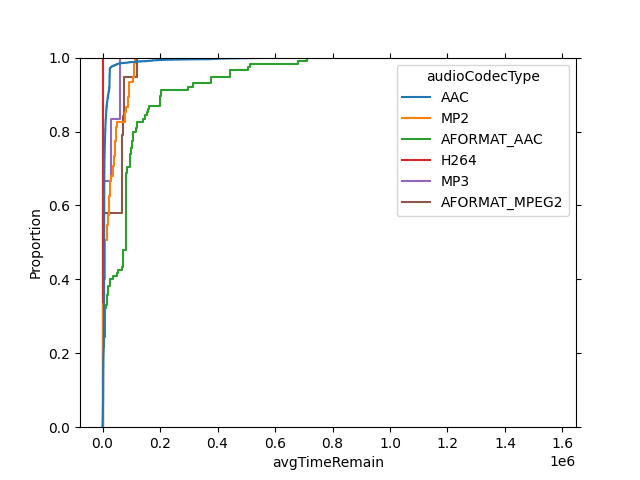 1.0
0.8
0.6
0.4
0.2
0.0
Proportion
0.0 0.2 0.4 0.6 0.8 1.0 1.2 1.4 1.6
1e6
avgTimeRemain
audioCodecType
AAC
MP2
AFORMAT_AAC
H264
MP3
AFORMAT_MPEG2